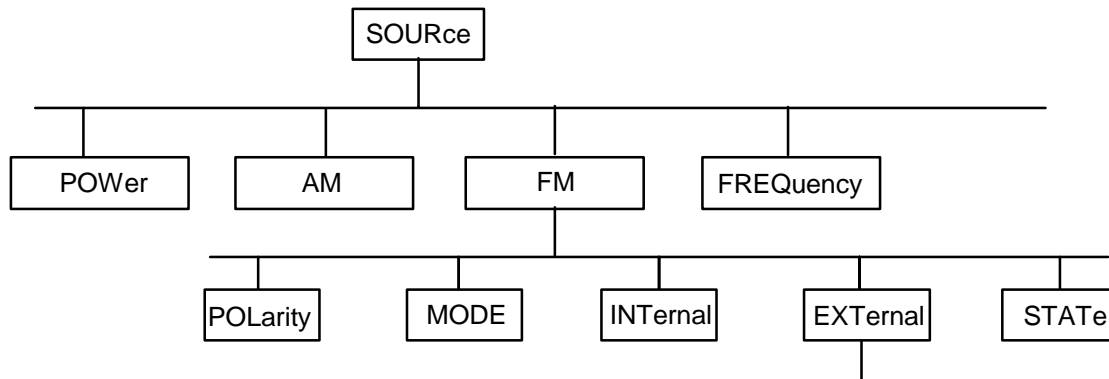 SOURce
POWer
AM
FM
FREQuency
POLarity
MODE
INTernal
EXTernal
STATe